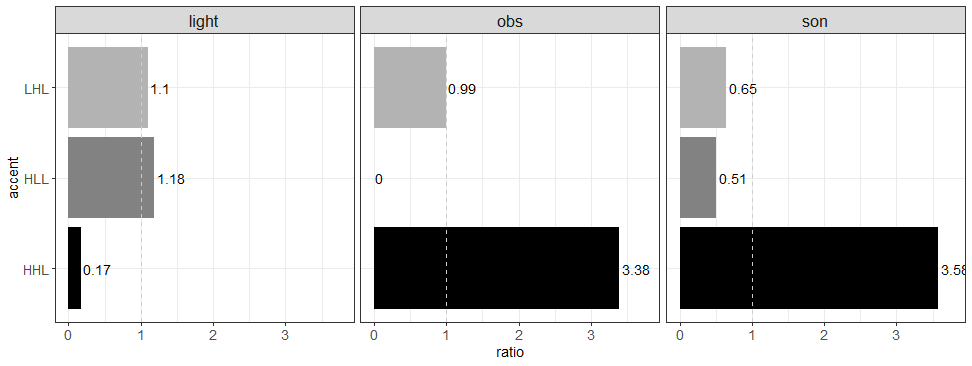 light obs son
LHL 1.1 0.99 0.65
HLL 1.18 0 0.51
HHL 0.17 3.38 3.58
accent
0 1 2 3 0 1 2 3 0 1 2 3
ratio